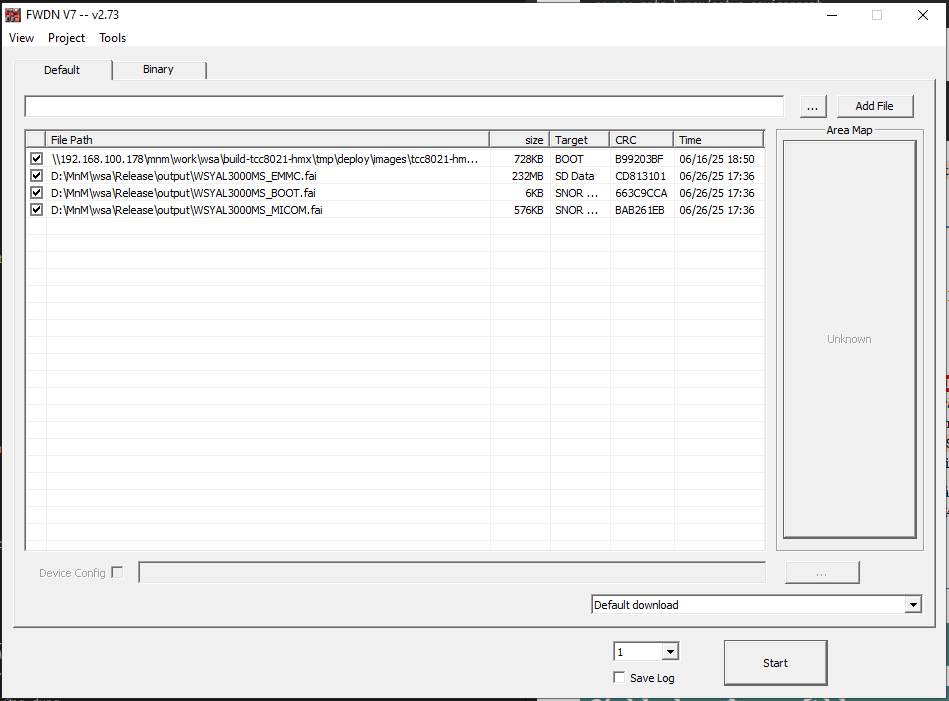 FWDN V7 -- v2.73
View Project Tools
Default Binary
... Add File
File Path size Target CRC Time
\\192.168.100.178\mnm\work\wsa\build-tcc8021-hmx\tmp\deploy\images\tcc8021-hm... 728KB BOOT B99203BF 06/16/25 18:50
D:\MnM\wsa\Release\output\WSYAL3000MS_EMMC.fai 232MB SD Data CD813101 06/26/25 17:36
D:\MnM\wsa\Release\output\WSYAL3000MS_BOOT.fai 6KB SNOR ... 663C9CCA 06/26/25 17:36
D:\MnM\wsa\Release\output\WSYAL3000MS_MICOM.fai 576KB SNOR ... BAB261EB 06/26/25 17:36
Area Map
Unknown
Device Config ...
Default download
1
Save Log
Start